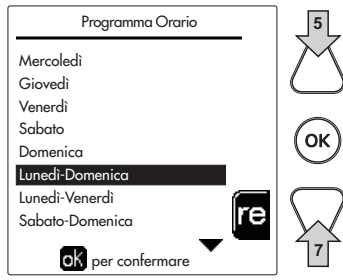 Programma Orario
Mercoledì
Giovedì
Venerdì
Sabato
Domenica
Lunedì-Domenica
Lunedì-Venerdì
Sabato-Domenica
re
ok per confermare
5
OK
7